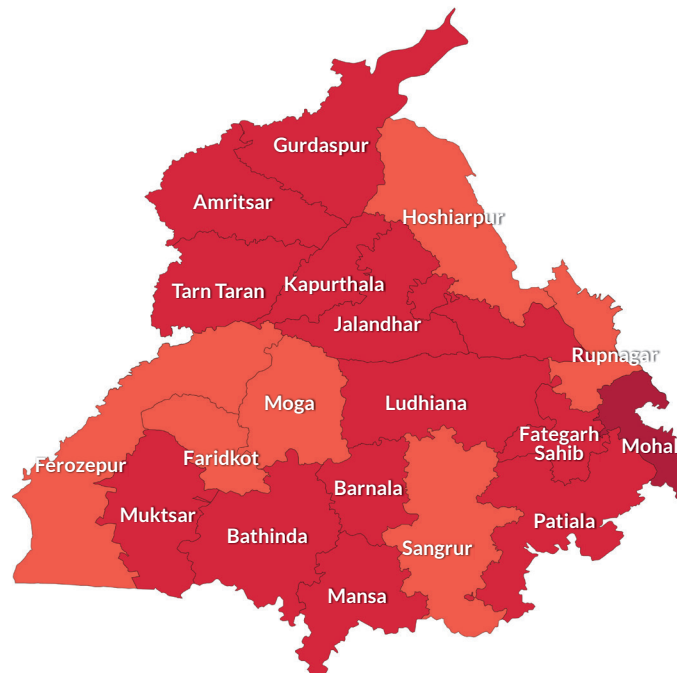 Gurdaspur
Amritsar
Hoshiarpur
Tarn Taran
Kapurthala
Jalandhar
Rupnagar
Moga
Ludhiana
Fategarh
Sahib
Mohal
Ferozepur
Faridkot
Barnala
Muktsar
Bathinda
Patiala
Sangrur
Mansa